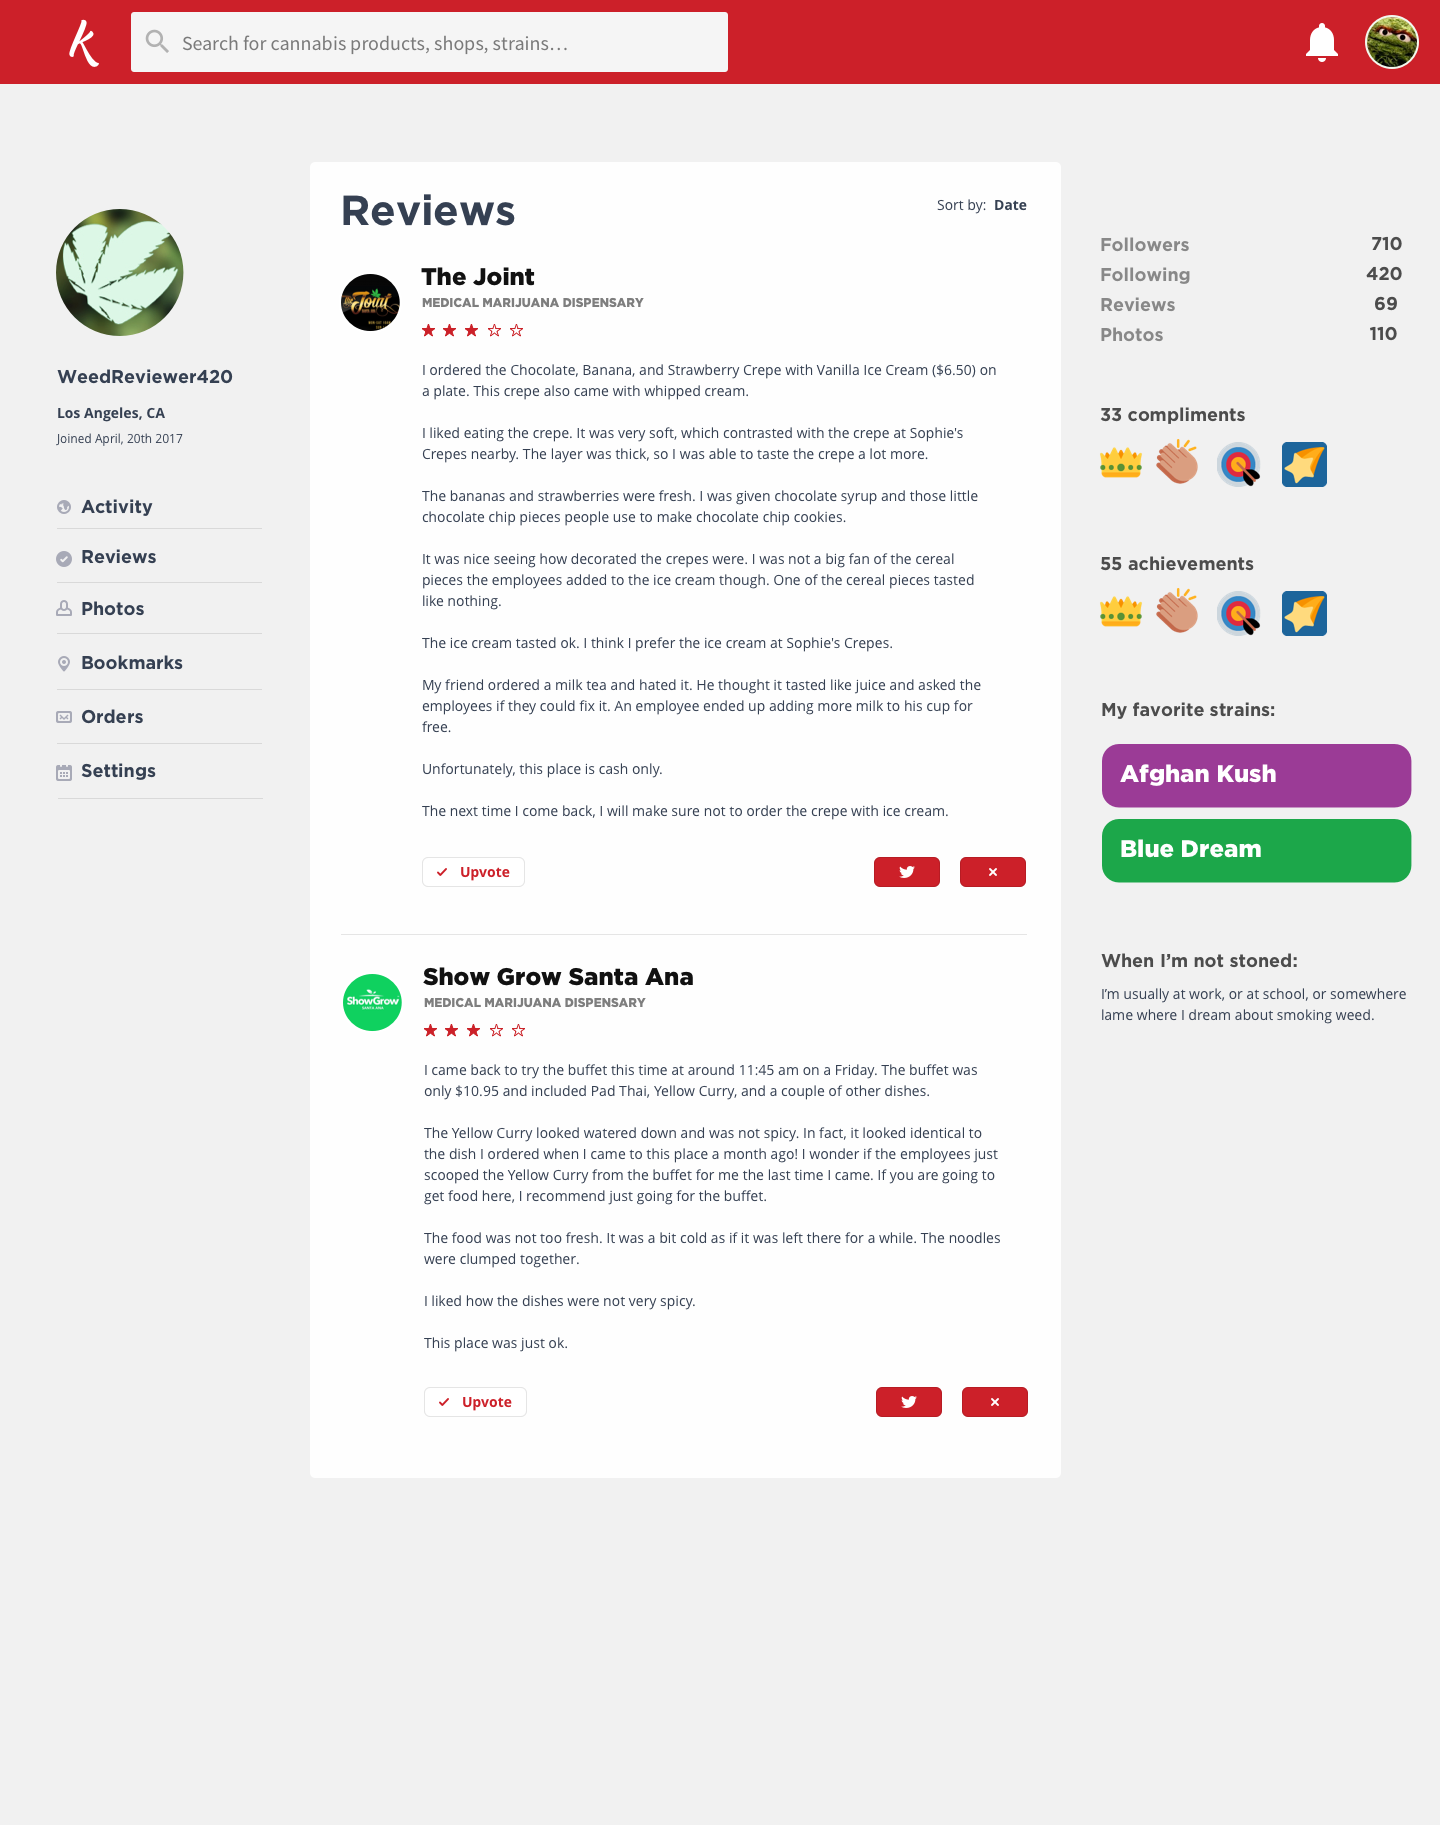 k
Search for cannabis products, shops, strains...
WeedReviewer420
Los Angeles, CA
Joined April, 20th 2017
Activity
Reviews
Photos
Bookmarks
Orders
Settings
Reviews
Sort by: Date
The Joint
MEDICAL MARIJUANA DISPENSARY
I ordered the Chocolate, Banana, and Strawberry Crepe with Vanilla Ice Cream ($6.50) on
a plate. This crepe also came with whipped cream.
I liked eating the crepe. It was very soft, which contrasted with the crepe at Sophie's
Crepes nearby. The layer was thick, so I was able to taste the crepe a lot more.
The bananas and strawberries were fresh. I was given chocolate syrup and those little
chocolate chip pieces people use to make chocolate chip cookies.
It was nice seeing how decorated the crepes were. I was not a big fan of the cereal
pieces the employees added to the ice cream though. One of the cereal pieces tasted
like nothing.
The ice cream tasted ok. I think I prefer the ice cream at Sophie's Crepes.
My friend ordered a milk tea and hated it. He thought it tasted like juice and asked the
employees if they could fix it. An employee ended up adding more milk to his cup for
free.
Unfortunately, this place is cash only.
The next time I come back, I will make sure not to order the crepe with ice cream.
Upvote
ShowGrow
SANTA ANA
Show Grow Santa Ana
MEDICAL MARIJUANA DISPENSARY
I came back to try the buffet this time at around 11:45 am on a Friday. The buffet was
only $10.95 and included Pad Thai, Yellow Curry, and a couple of other dishes.
The Yellow Curry looked watered down and was not spicy. In fact, it looked identical to
the dish I ordered when I came to this place a month ago! I wonder if the employees just
scooped the Yellow Curry from the buffet for me the last time I came. If you are going to
get food here, I recommend just going for the buffet.
The food was not too fresh. It was a bit cold as if it was left there for a while. The noodles
were clumped together.
I liked how the dishes were not very spicy.
This place was just ok.
Upvote
Followers 710
Following 420
Reviews 69
Photos 110
33 compliments
55 achievements
My favorite strains:
Afghan Kush
Blue Dream
When I’m not stoned:
I’m usually at work, or at school, or somewhere
lame where I dream about smoking weed.